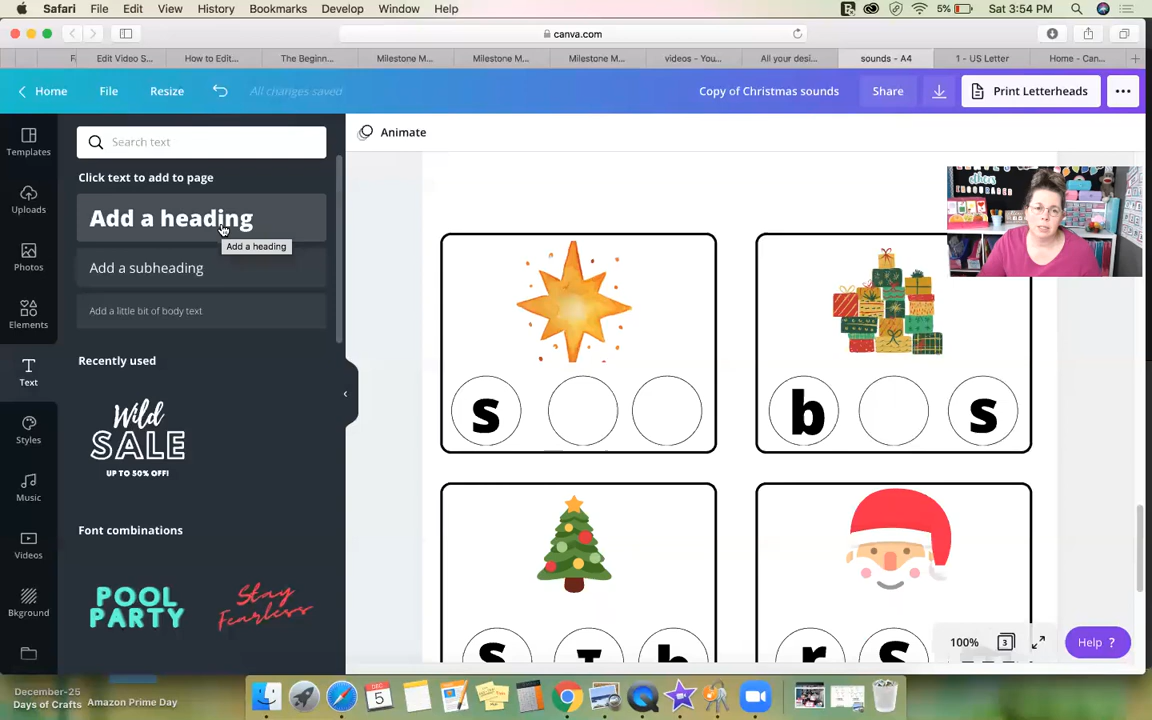 Safari File Edit View History Bookmarks Develop Window Help 5% Sat 3:54 PM
canva.com
Edit Video S... How to Edit... The Beginn... Milestone M... Milestone M... Milestone M... videos - You... All your desi... sounds - A4 1 - US Letter Home - Can...
Home File Resize All changes saved Copy of Christmas sounds Share Print Letterheads
Templates
Uploads
Photos
Elements
Text
Styles
Music
Videos
Bkground
Search text
Click text to add to page
Add a heading
Add a heading
Add a subheading
Add a little bit of body text
Recently used
Wild
SALE
UP TO 50% OFF!
Font combinations
POOL
PARTY
Stay
Fearless
Animate
others
s b s
s T b r s
100% 3 Help ?
December-25
Days of Crafts Amazon Prime Day
DEC
5